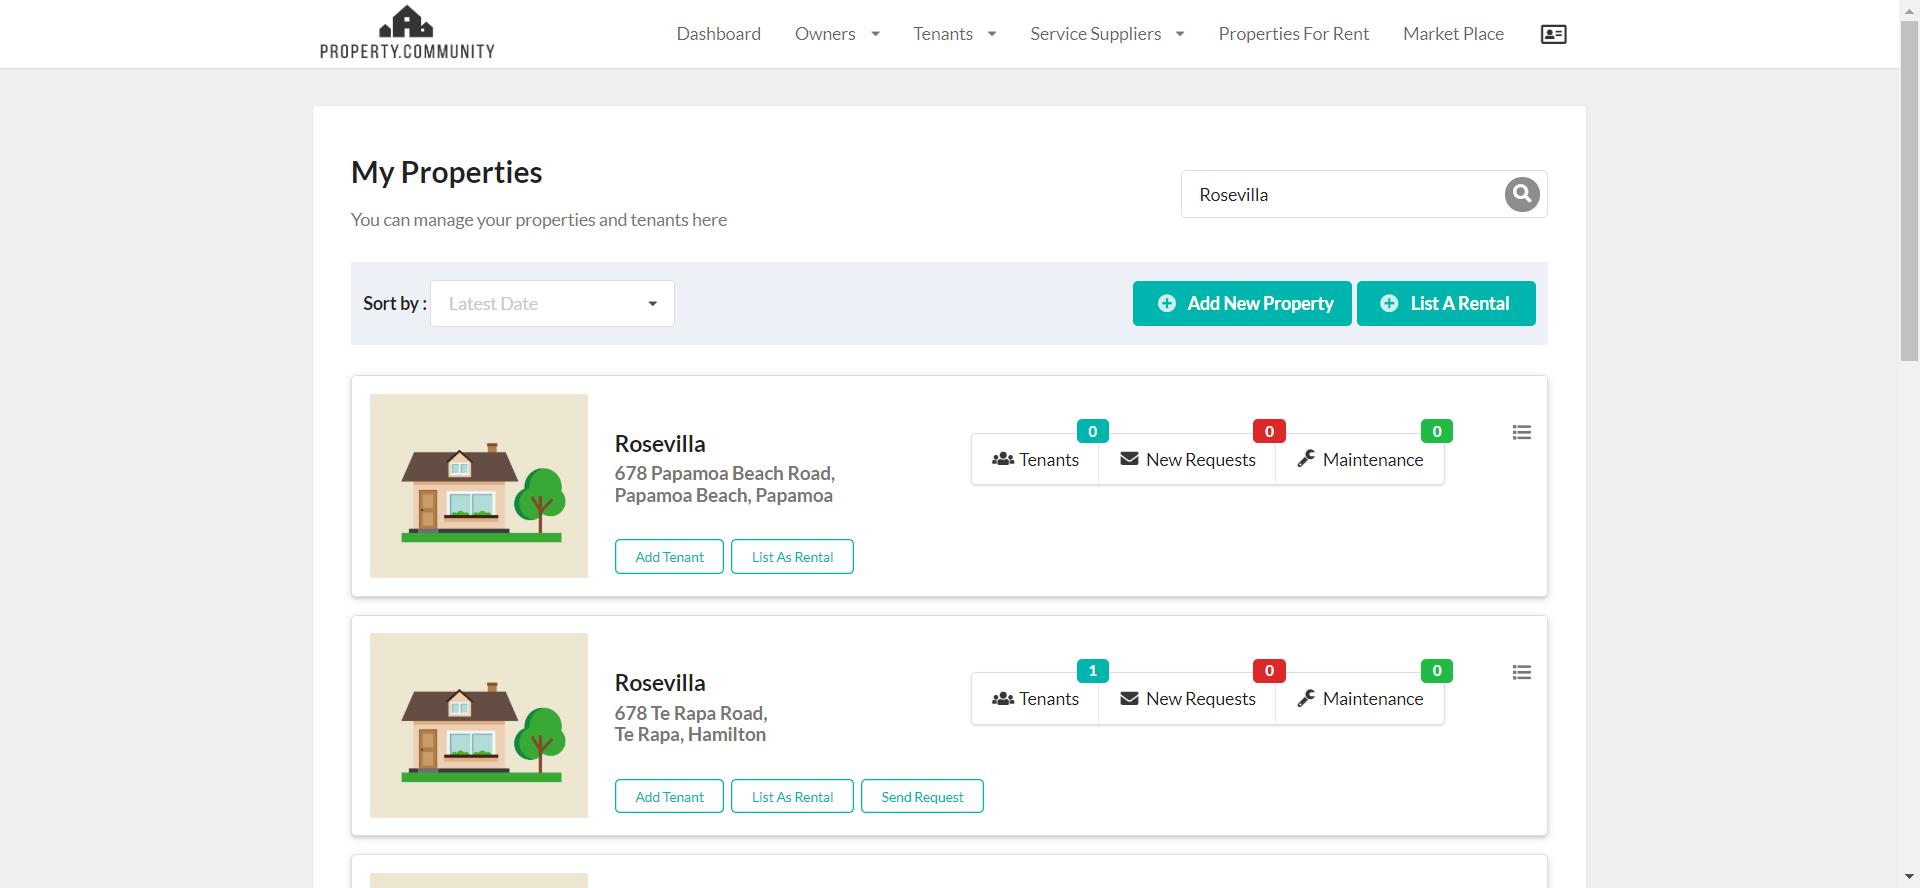 PROPERTY.COMMUNITY
Dashboard Owners Tenants Service Suppliers Properties For Rent Market Place
My Properties
You can manage your properties and tenants here
Rosevilla
Sort by : Latest Date
Add New Property List A Rental
Rosevilla
678 Papamoa Beach Road,
Papamoa Beach, Papamoa
0 0 0
Tenants New Requests Maintenance
Add Tenant List As Rental
Rosevilla
678 Te Rapa Road,
Te Rapa, Hamilton
1 0 0
Tenants New Requests Maintenance
Add Tenant List As Rental Send Request